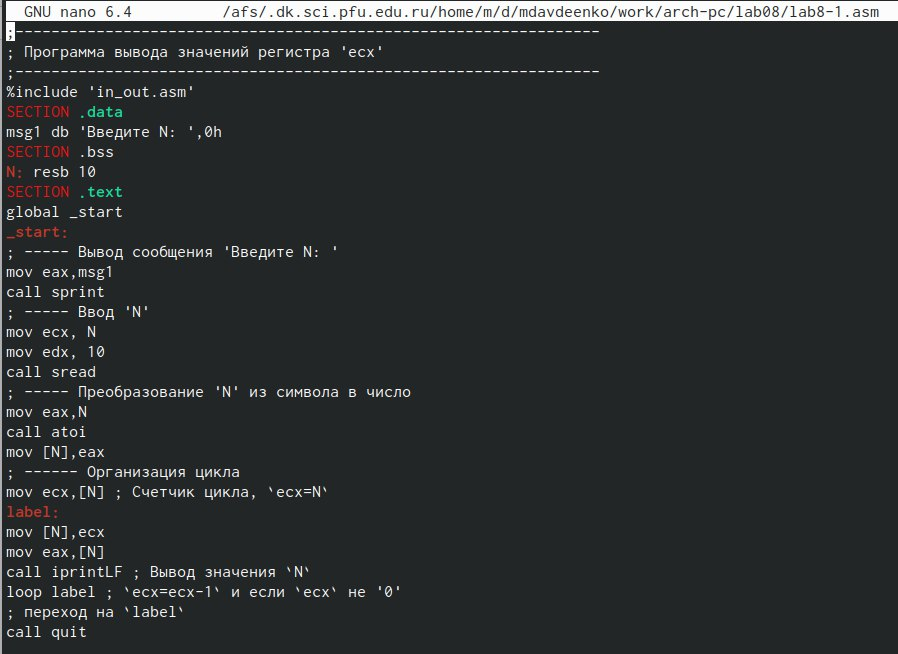 GNU nano 6.4 /afs/.dk.sci.pfu.edu.ru/home/m/d/mdavdeenko/work/arch-pc/lab08/lab8-1.asm
;-----------------------------------------------------------------
; Программа вывода значений регистра 'ecx'
;-----------------------------------------------------------------
%include 'in_out.asm'
SECTION .data
msg1 db 'Введите N: ',0h
SECTION .bss
N: resb 10
SECTION .text
global _start
_start:
; ----- Вывод сообщения 'Введите N: '
mov eax,msg1
call sprint
; ----- Ввод 'N'
mov ecx, N
mov edx, 10
call sread
; ----- Преобразование 'N' из символа в число
mov eax,N
call atoi
mov [N],eax
; ------ Организация цикла
mov ecx,[N] ; Счетчик цикла, `ecx=N`
label:
mov [N],ecx
mov eax,[N]
call iprintLF ; Вывод значения `N`
loop label ; `ecx=ecx-1` и если `ecx` не '0'
; переход на `label`
call quit